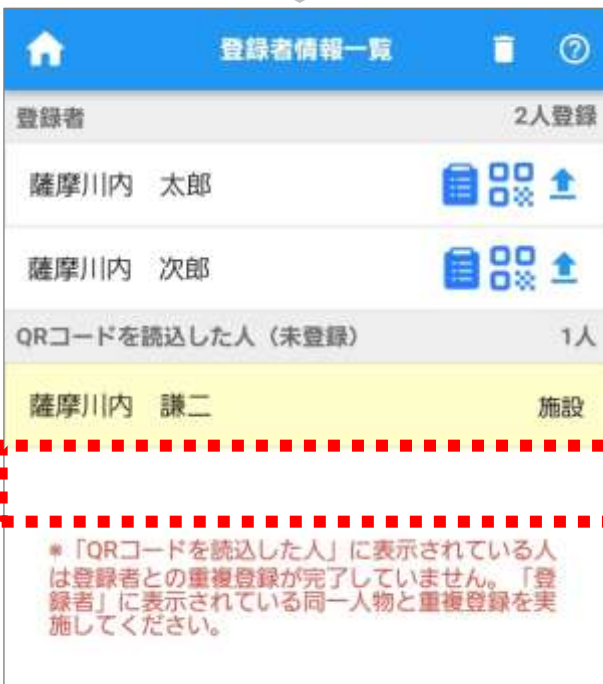 登録者情報一覧
登録者 2人登録
薩摩川内 太郎
薩摩川内 次郎
QRコードを読込した人（未登録） 1人
薩摩川内 謙二 施設
*「QRコードを読込した人」に表示されている人
は登録者との重複登録が完了していません。「登
録者」に表示されている同一人物と重複登録を実
施してください。